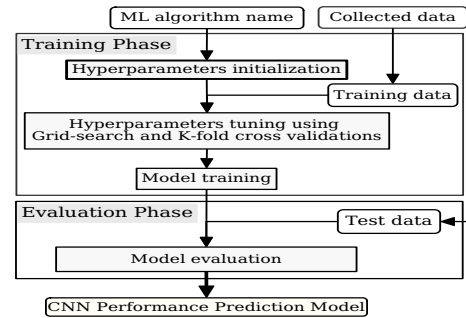 ML algorithm name
Collected data
Training Phase
Hyperparameters initialization
Training data
Hyperparameters tuning using
Grid-search and K-fold cross validations
Model training
Evaluation Phase
Test data
Model evaluation
CNN Performance Prediction Model